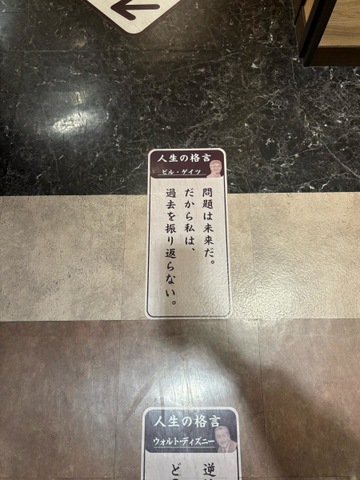 人生の格言
ビル・ゲイツ
問題は未来だ。
だから私は、
過去を振り返らない。
人生の格言
ウォルト・ディズニー
逆
ど